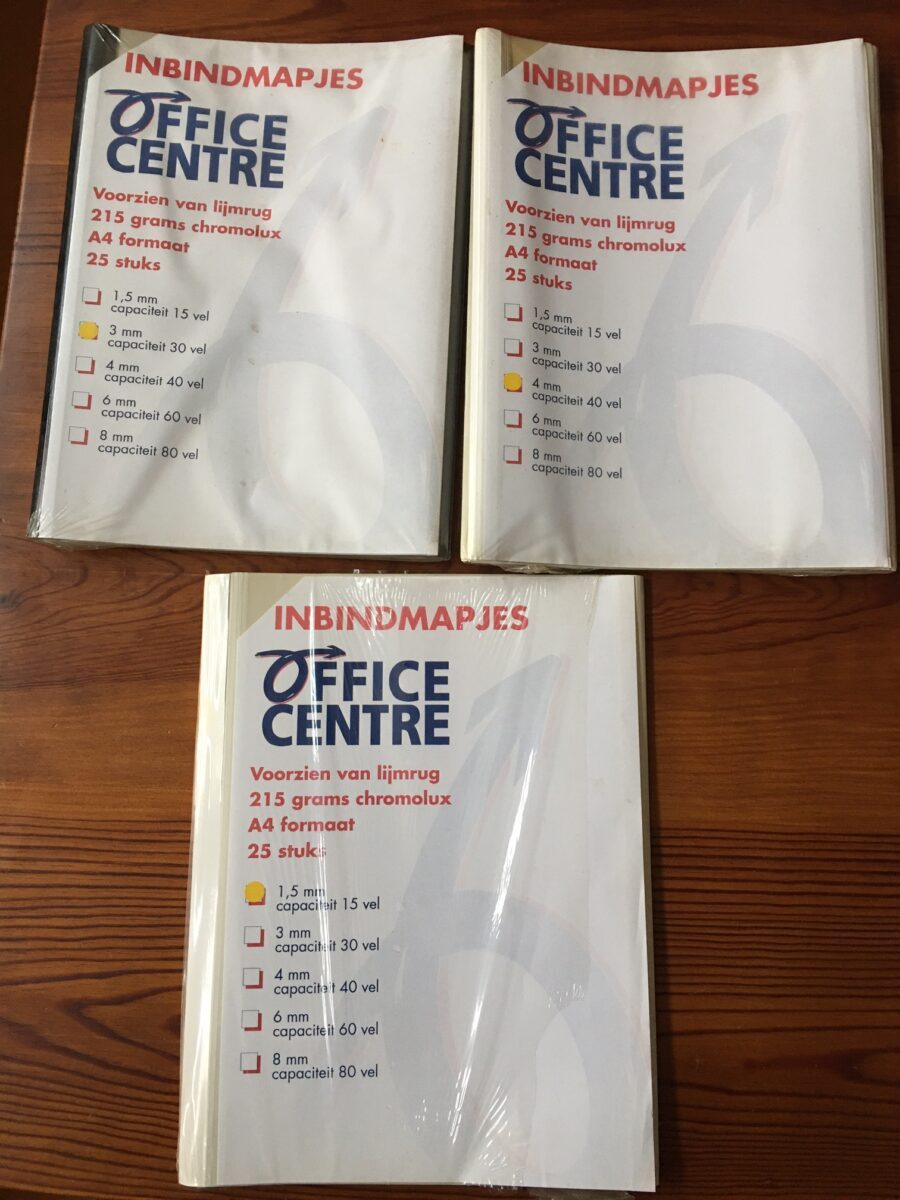 INBINDMAPJES
OFFICE
CENTRE
Voorzien van lijmrug
215 grams chromolux
A4 formaat
25 stuks
1,5 mm
capaciteit 15 vel
3 mm
capaciteit 30 vel
4 mm
capaciteit 40 vel
6 mm
capaciteit 60 vel
8 mm
capaciteit 80 vel
INBINDMAPJES
OFFICE
CENTRE
Voorzien van lijmrug
215 grams chromolux
A4 formaat
25 stuks
1,5 mm
capaciteit 15 vel
3 mm
capaciteit 30 vel
4 mm
capaciteit 40 vel
6 mm
capaciteit 60 vel
8 mm
capaciteit 80 vel
INBINDMAPJES
OFFICE
CENTRE
Voorzien van lijmrug
215 grams chromolux
A4 formaat
25 stuks
1,5 mm
capaciteit 15 vel
3 mm
capaciteit 30 vel
4 mm
capaciteit 40 vel
6 mm
capaciteit 60 vel
8 mm
capaciteit 80 vel